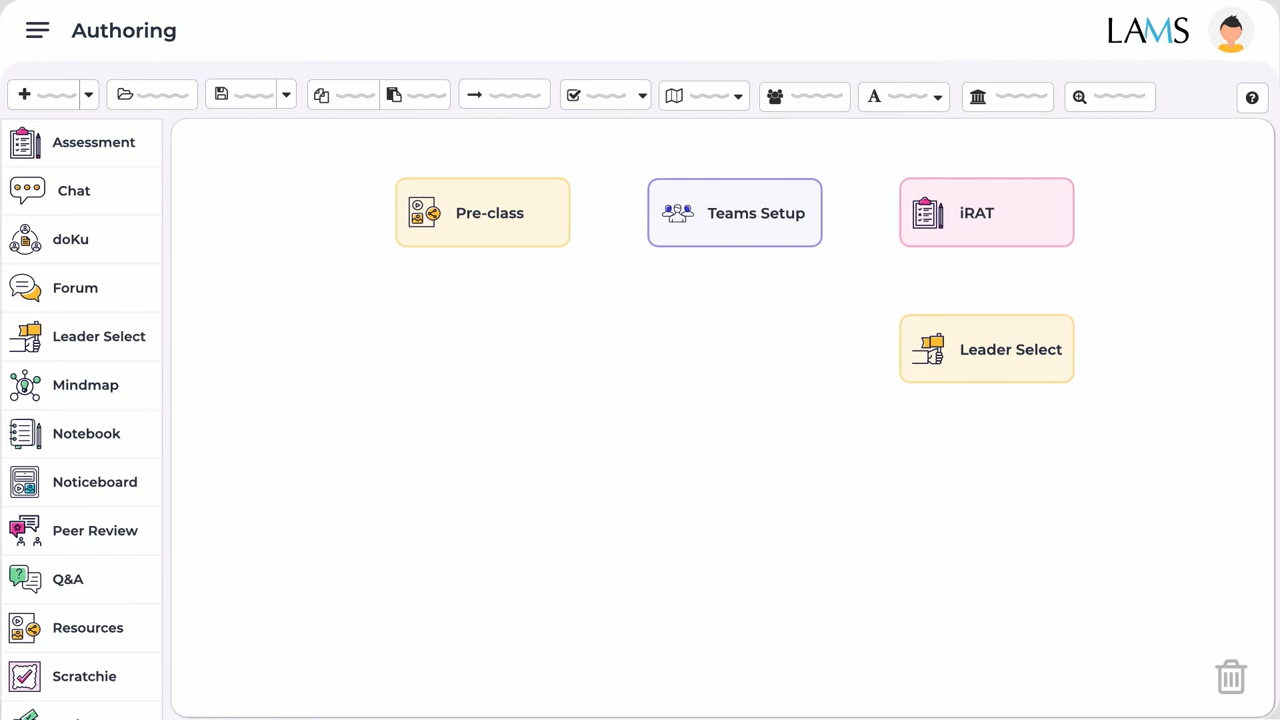 Authoring
LAMS
A
Assessment
Chat
doKu
Forum
Leader Select
Mindmap
Notebook
Noticeboard
Peer Review
Q&A
Resources
Scratchie
Pre-class
Teams Setup
iRAT
Leader Select